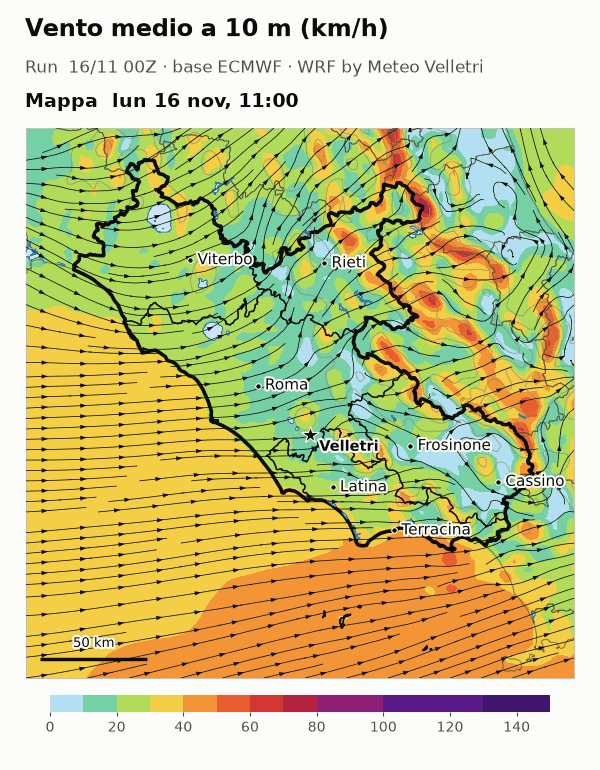 Vento medio a 10 m (km/h)
Run  16/11 00Z · base ECMWF · WRF by Meteo Velletri
Mappa  lun 16 nov, 11:00
Viterbo
Rieti
Roma
Velletri
Frosinone
Latina
Cassino
Terracina
50 km
0 20 40 60 80 100 120 140